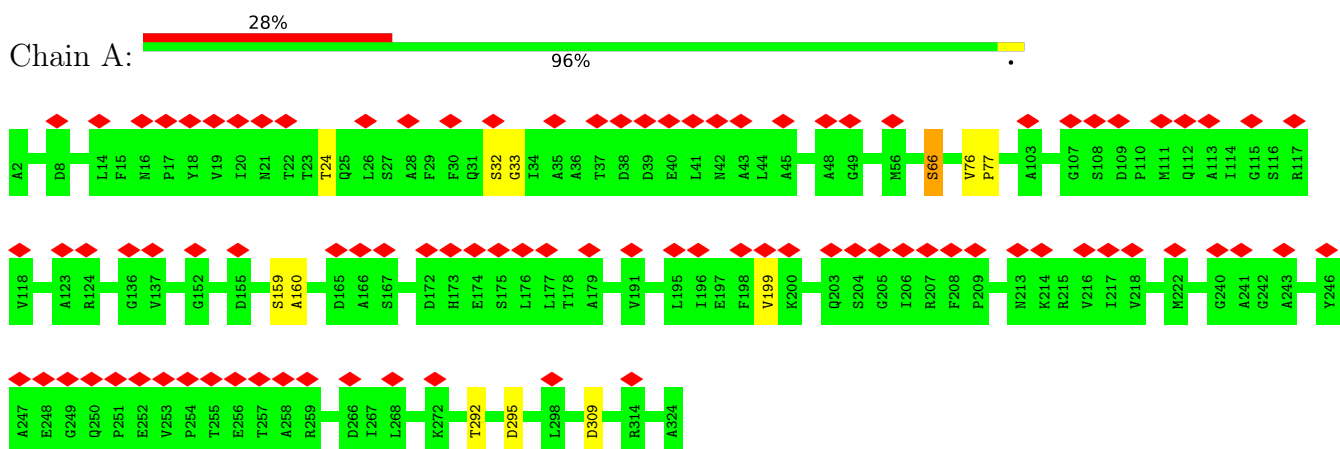 28%
Chain A:
96%
•
A2 D8 L14 F15 N16 P17 Y18 V19 I20 N21 T22 T23 T24 Q25 L26 S27 A28 F29 F30 Q31 S32 G33 I34 A35 A36 T37 D38 D39 E40 L41 N42 A43 L44 A45 A48 G49 M56 S66 V76 P77 A103 G107 S108 D109 P110 M111 Q112 A113 I114 G115 S116 R117
V118 A123 R124 G136 V137 G152 D155 S159 A160 D165 A166 S167 D172 H173 E174 S175 L176 L177 T178 A179 V191 L195 I196 E197 F198 V199 K200 Q203 S204 G205 I206 R207 F208 P209 N213 K214 R215 V216 I217 V218 M222 G240 A241 G242 A243 Y246
A247 E248 G249 Q250 P251 E252 V253 P254 T255 E256 T257 A258 R259 D266 I267 L268 K272 T292 D295 L298 D309 R314 A324